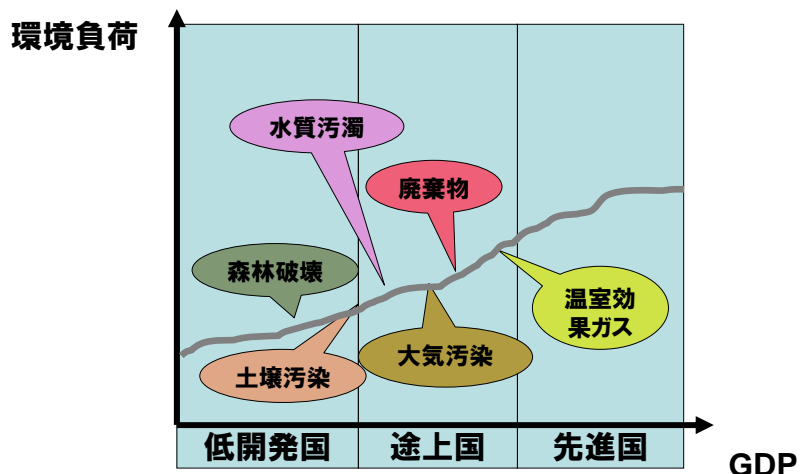 環境負荷
水質汚濁
廃棄物
森林破壊
温室効
果ガス
土壌汚染
大気汚染
低開発国
途上国
先進国
GDP